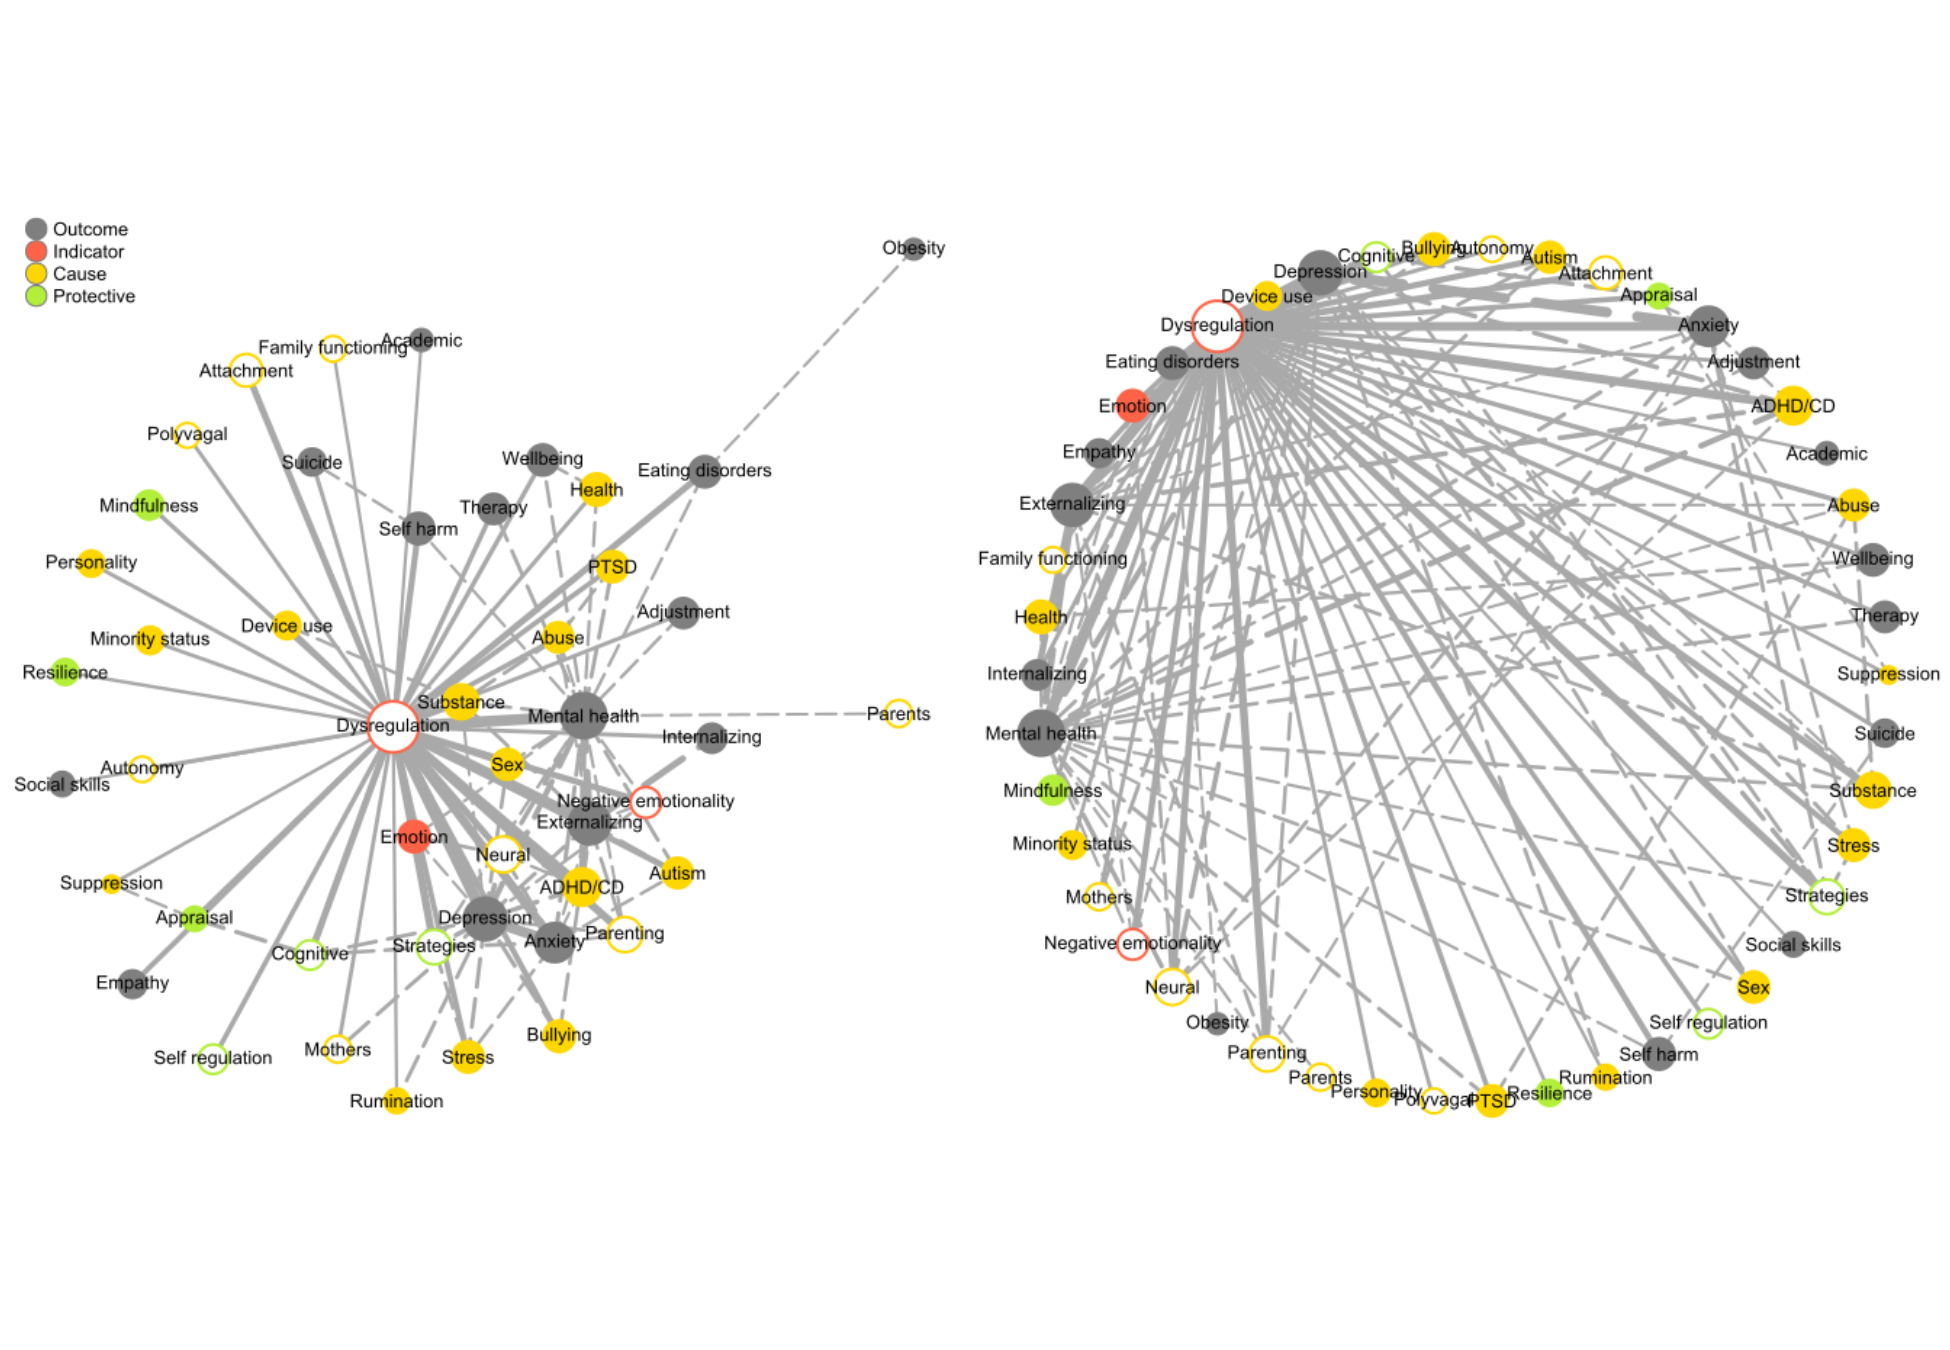 Outcome
Indicator
Cause
Protective
Obesity
Academic
Family functioning
Attachment
Polyvagal
Suicide
Wellbeing
Eating disorders
Health
Mindfulness
Therapy
Self harm
Personality
PTSD
Adjustment
Device use
Minority status
Abuse
Resilience
Substance
Mental health
Parents
Dysregulation
Internalizing
Autonomy
Social skills
Sex
Negative emotionality
Externalizing
Emotion
Neural
Autism
Suppression
ADHD/CD
Appraisal
Depression
Strategies
Anxiety
Parenting
Cognitive
Empathy
Bullying
Self regulation
Mothers
Stress
Rumination
Cognitive
Bullying
Autonomy
Autism
Depression
Attachment
Device use
Appraisal
Dysregulation
Anxiety
Eating disorders
Adjustment
Emotion
ADHD/CD
Empathy
Academic
Externalizing
Abuse
Family functioning
Wellbeing
Health
Therapy
Internalizing
Suppression
Mental health
Suicide
Mindfulness
Substance
Minority status
Stress
Mothers
Strategies
Negative emotionality
Social skills
Neural
Sex
Obesity
Self regulation
Parenting
Self harm
Parents
Rumination
Personality
Polyvagal
PTSD
Resilience